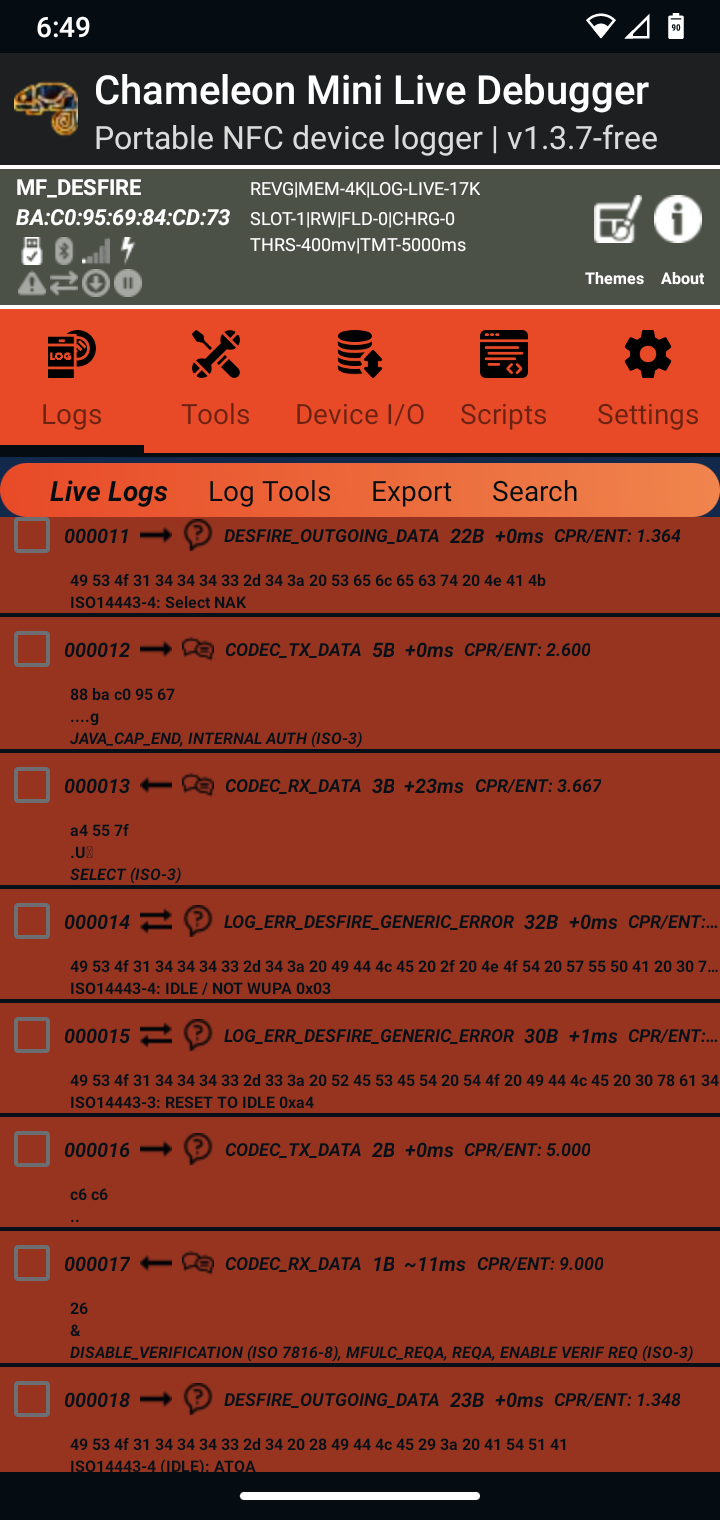 6:49
90
Chameleon Mini Live Debugger
Portable NFC device logger | v1.3.7-free
MF_DESFIRE
REVG|MEM-4K|LOG-LIVE-17K
BA:C0:95:69:84:CD:73
SLOT-1|RW|FLD-0|CHRG-0
THRS-400mv|TMT-5000ms
Themes
About
LOG
Logs
Tools
Device I/O
Scripts
Settings
Live Logs
Log Tools
Export
Search
000011 DESFIRE_OUTGOING_DATA 22B +0ms CPR/ENT: 1.364
49 53 4f 31 34 34 34 33 2d 34 3a 20 53 65 6c 65 63 74 20 4e 41 4b
ISO14443-4: Select NAK
000012 CODEC_TX_DATA 5B +0ms CPR/ENT: 2.600
88 ba c0 95 67
....g
JAVA_CAP_END, INTERNAL AUTH (ISO-3)
000013 CODEC_RX_DATA 3B +23ms CPR/ENT: 3.667
a4 55 7f
.U
SELECT (ISO-3)
000014 LOG_ERR_DESFIRE_GENERIC_ERROR 32B +0ms CPR/ENT:...
49 53 4f 31 34 34 34 33 2d 34 3a 20 49 44 4c 45 20 2f 20 4e 4f 54 20 57 55 50 41 20 30 7...
ISO14443-4: IDLE / NOT WUPA 0x03
000015 LOG_ERR_DESFIRE_GENERIC_ERROR 30B +1ms CPR/ENT:...
49 53 4f 31 34 34 34 33 2d 33 3a 20 52 45 53 45 54 20 54 4f 20 49 44 4c 45 20 30 78 61 34
ISO14443-3: RESET TO IDLE 0xa4
000016 CODEC_TX_DATA 2B +0ms CPR/ENT: 5.000
c6 c6
..
000017 CODEC_RX_DATA 1B ~11ms CPR/ENT: 9.000
26
&
DISABLE_VERIFICATION (ISO 7816-8), MFULC_REQA, REQA, ENABLE VERIF REQ (ISO-3)
000018 DESFIRE_OUTGOING_DATA 23B +0ms CPR/ENT: 1.348
49 53 4f 31 34 34 34 33 2d 34 20 28 49 44 4c 45 29 3a 20 41 54 51 41
ISO14443-4 (IDLE): ATQA